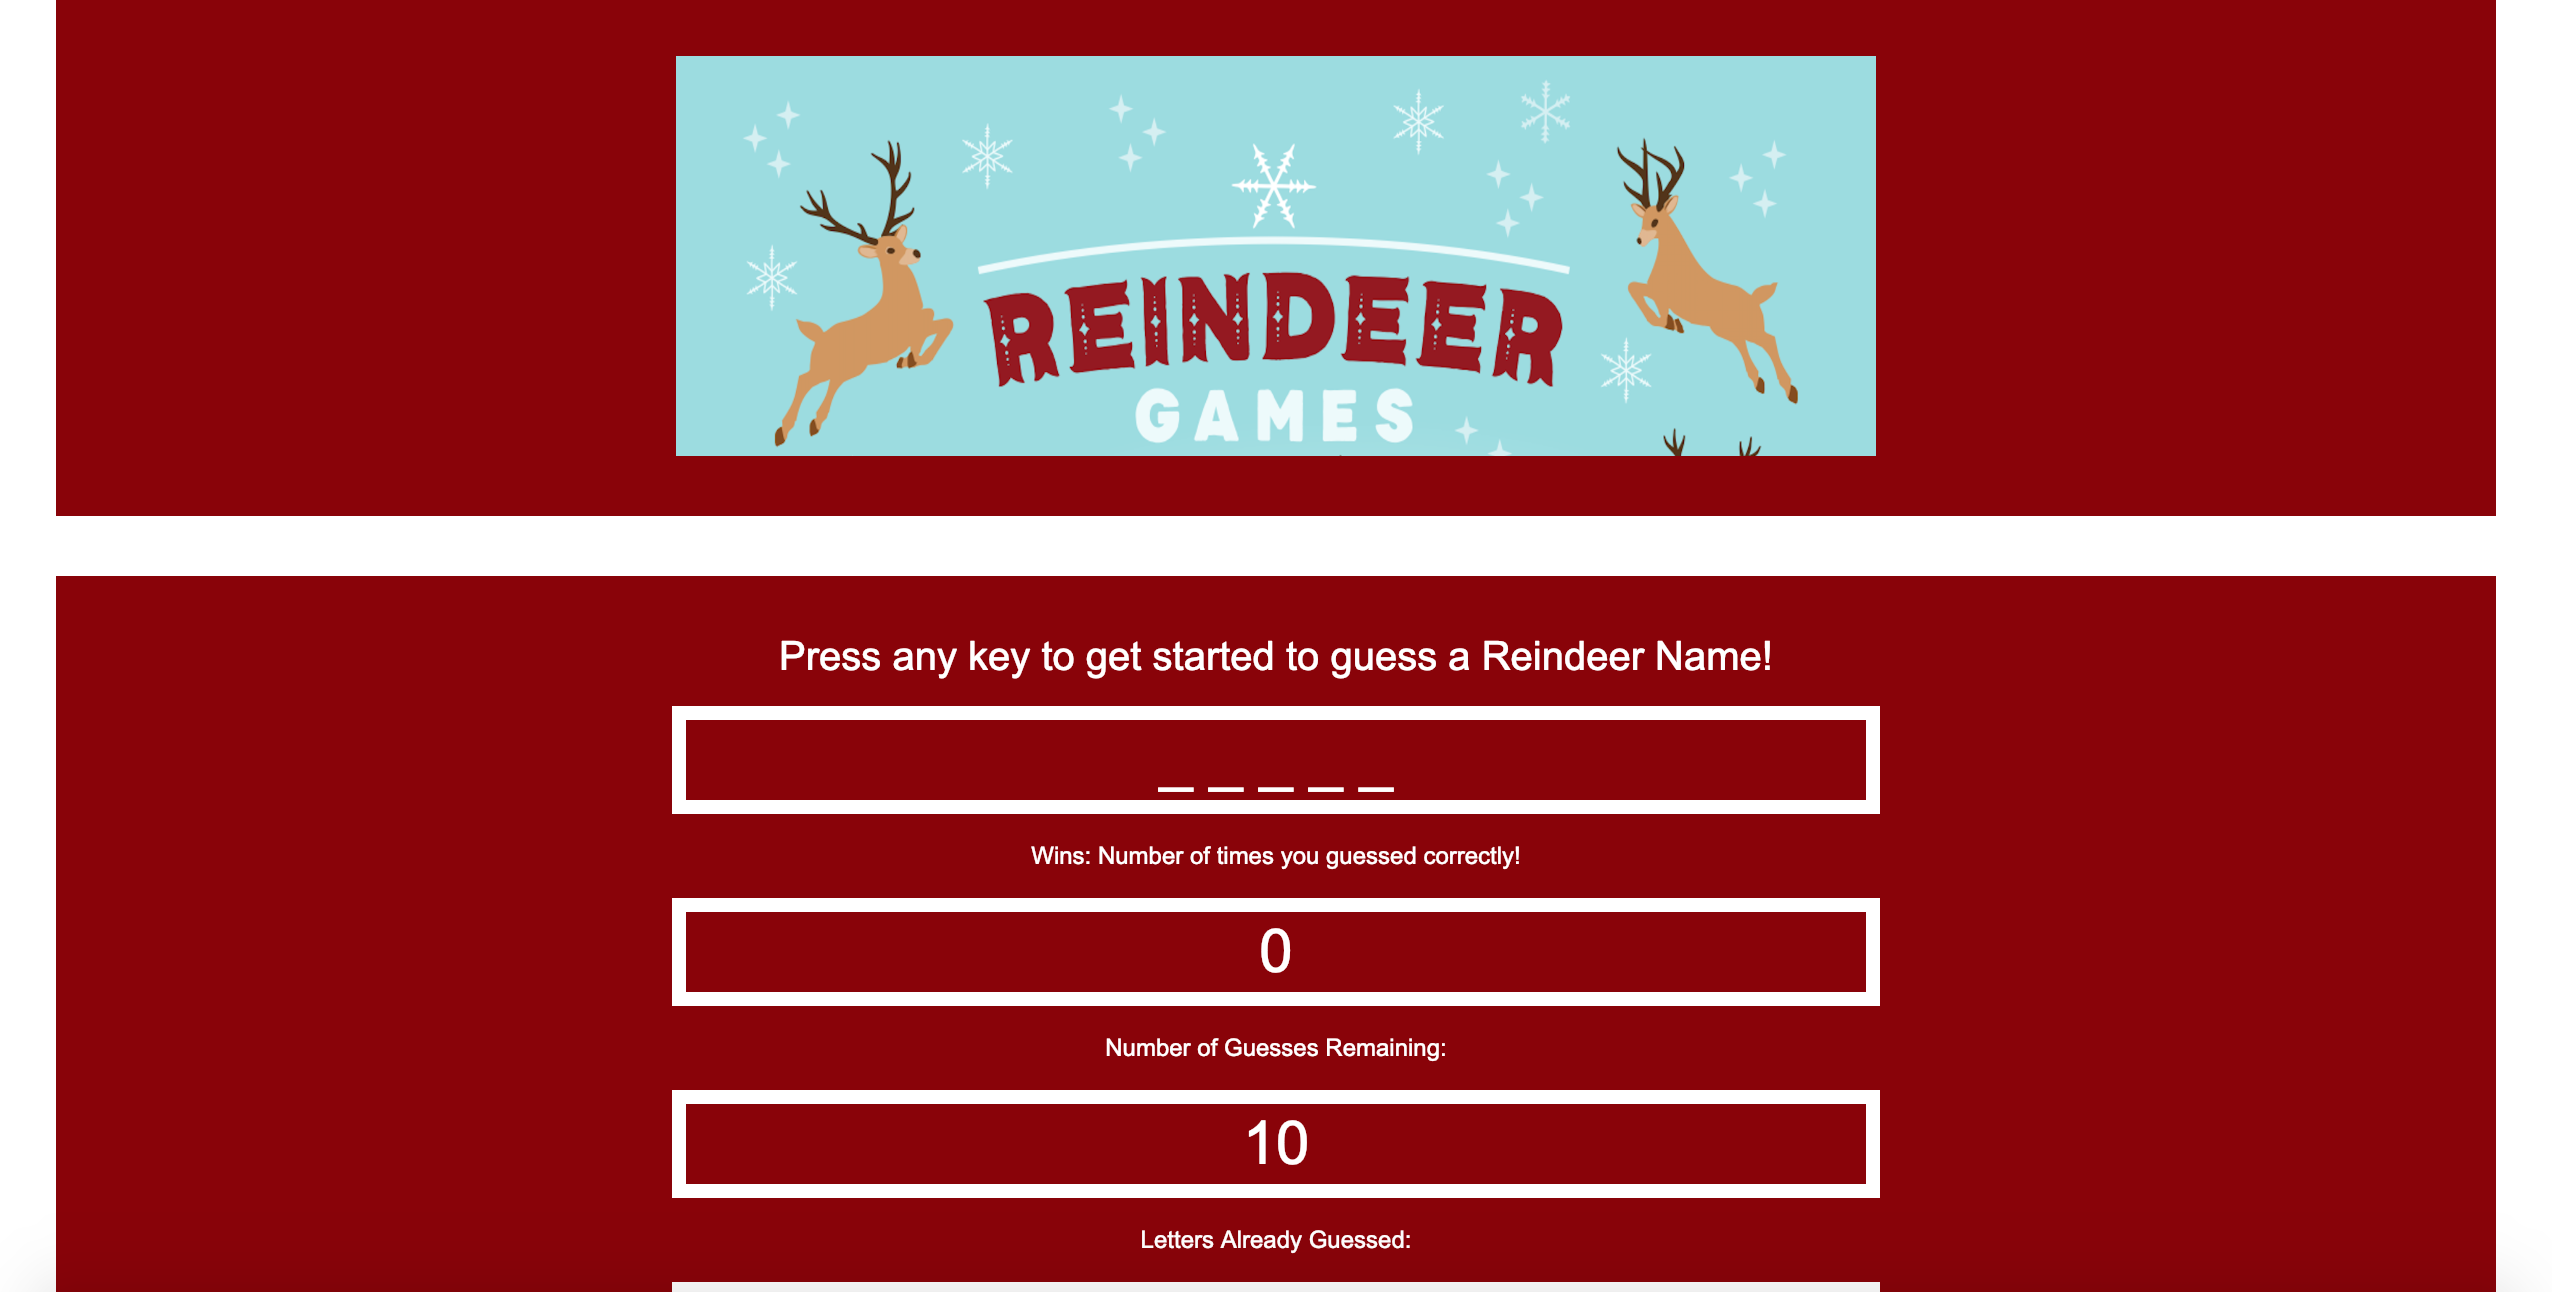 REINDEER
GAMES
Press any key to get started to guess a Reindeer Name!
_ _ _ _ _
Wins: Number of times you guessed correctly!
0
Number of Guesses Remaining:
10
Letters Already Guessed: